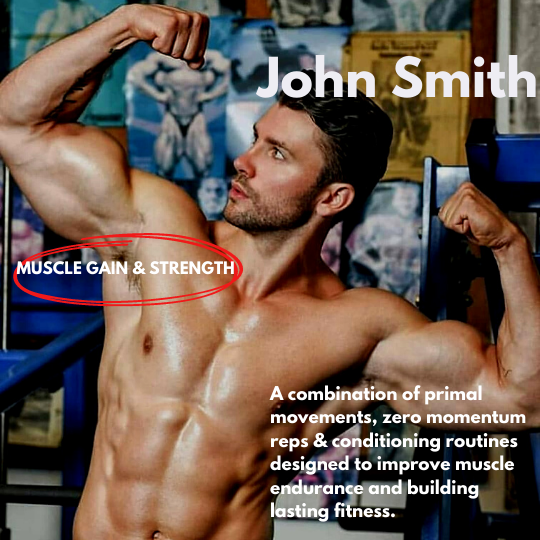 John Smith
MUSCLE GAIN & STRENGTH
A combination of primal
movements, zero momentum
reps & conditioning routines
designed to improve muscle
endurance and building
lasting fitness.